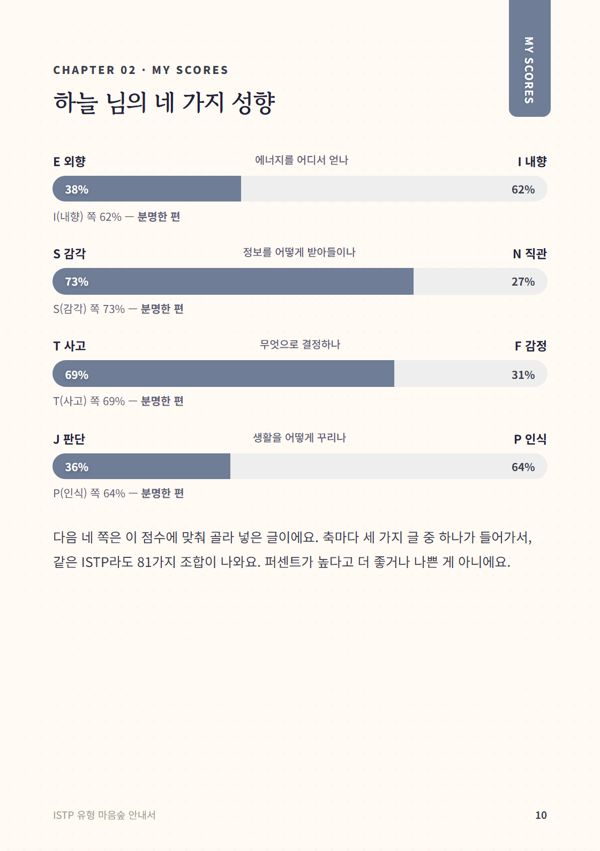 MY SCORES
CHAPTER 02 · MY SCORES
하늘 님의 네 가지 성향
E 외향 에너지를 어디서 얻나 I 내향
38% 62%
I(내향) 쪽 62% — 분명한 편
S 감각 정보를 어떻게 받아들이나 N 직관
73% 27%
S(감각) 쪽 73% — 분명한 편
T 사고 무엇으로 결정하나 F 감정
69% 31%
T(사고) 쪽 69% — 분명한 편
J 판단 생활을 어떻게 꾸리나 P 인식
36% 64%
P(인식) 쪽 64% — 분명한 편
다음 네 쪽은 이 점수에 맞춰 골라 넣은 글이에요. 축마다 세 가지 글 중 하나가 들어가서,
같은 ISTP라도 81가지 조합이 나와요. 퍼센트가 높다고 더 좋거나 나쁜 게 아니에요.
ISTP 유형 마음숲 안내서 10